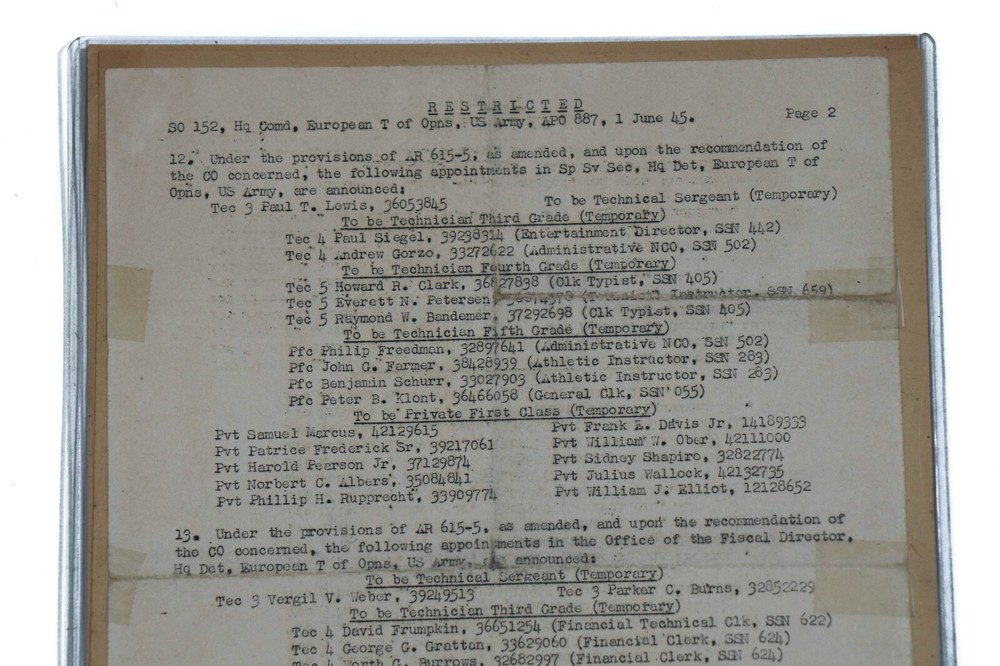 RESTRICTED
SO 152, Hq Comd, European T of Opns, US Army, APO 887, 1 June 45. Page 2
12. Under the provisions of AR 615-5, as amended, and upon the recommendation of
the CO concerned, the following appointments in Sp Sv Sec, Hq Det, European T of
Opns, US Army, are announced:
Tec 3 Paul T. Lewis, 36053845 To be Technical Sergeant (Temporary)
To be Technician Third Grade (Temporary)
Tec 4 Paul Siegel, 39238314 (Entertainment Director, SSN 442)
Tec 4 Andrew Gorzo, 33272622 (Administrative NCO, SSN 502)
To be Technician Fourth Grade (Temporary)
Tec 5 Howard R. Clark, 36827838 (Clk Typist, SSN 405)
Tec 5 Everett N. Petersen, Instructor, SSN 659)
Tec 5 Raymond W. Bandemer, 37292698 (Clk Typist, SSN 405)
To be Technician Fifth Grade (Temporary)
Pfc Philip Freedman, 32897641 (Administrative NCO, SSN 502)
Pfc John G. Farmer, 38428939 (Athletic Instructor, SSN 283)
Pfc Benjamin Schurr, 33027903 (Athletic Instructor, SSN 283)
Pfc Peter B. Klont, 36466058 (General Clk, SSN 055)
To be Private First Class (Temporary)
Pvt Samuel Marcus, 42129615 Pvt Frank E. Davis Jr, 14189333
Pvt Patrice Frederick Sr, 39217061 Pvt William W. Ober, 42111000
Pvt Harold Pearson Jr, 37129874 Pvt Sidney Shapiro, 32822774
Pvt Norbert C. Albers, 35084841 Pvt Julius Wallock, 42132735
Pvt Phillip H. Rupprecht, 33909774 Pvt William J. Elliot, 12128652
13. Under the provisions of AR 615-5, as amended, and upon the recommendation of
the CO concerned, the following appointments in the Office of the Fiscal Director,
Hq Det, European T of Opns, US Army, announced:
To be Technical Sergeant (Temporary)
Tec 3 Vergil V. Weber, 39249513 Tec 3 Parker C. Burns, 32852229
To be Technician Third Grade (Temporary)
Tec 4 David Frumpkin, 36651254 (Financial Technical Clk, SSN 622)
Tec 4 George G. Grattan, 33629060 (Financial Clerk, SSN 624)
Tec 4 Worth G. Burrows, 32682997 (Financial Clerk, SSN 624)